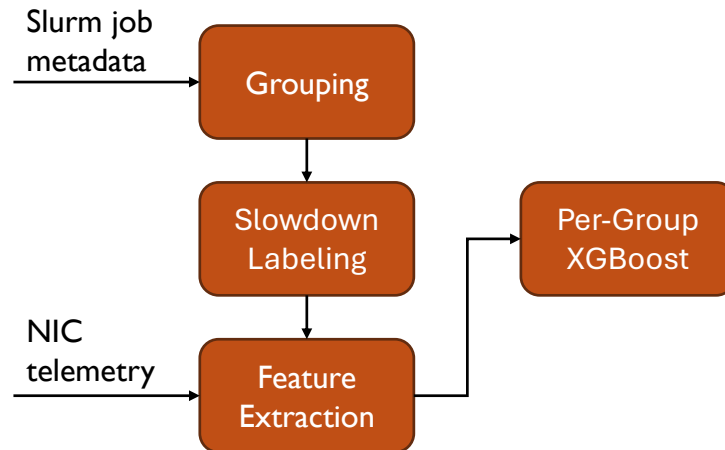 Slurm job
metadata
Grouping
Slowdown
Labeling
Per-Group
XGBoost
NIC
telemetry
Feature
Extraction